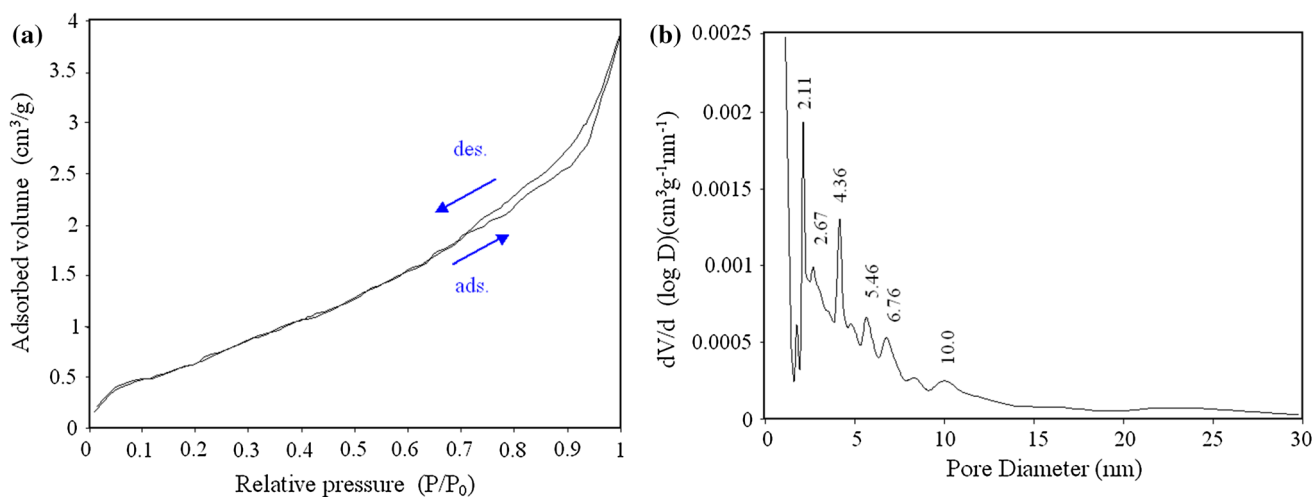 (a)
Adsorbed volume (cm³/g)
4
3.5
3
2.5
2
1.5
1
0.5
0
des.
ads.
0 0.1 0.2 0.3 0.4 0.5 0.6 0.7 0.8 0.9 1
Relative pressure (P/P₀)
(b)
dV/d (log D)(cm³g⁻¹nm⁻¹)
0.0025
0.002
0.0015
0.001
0.0005
0
2.11
2.67
4.36
5.46
6.76
10.0
0 5 10 15 20 25 30
Pore Diameter (nm)